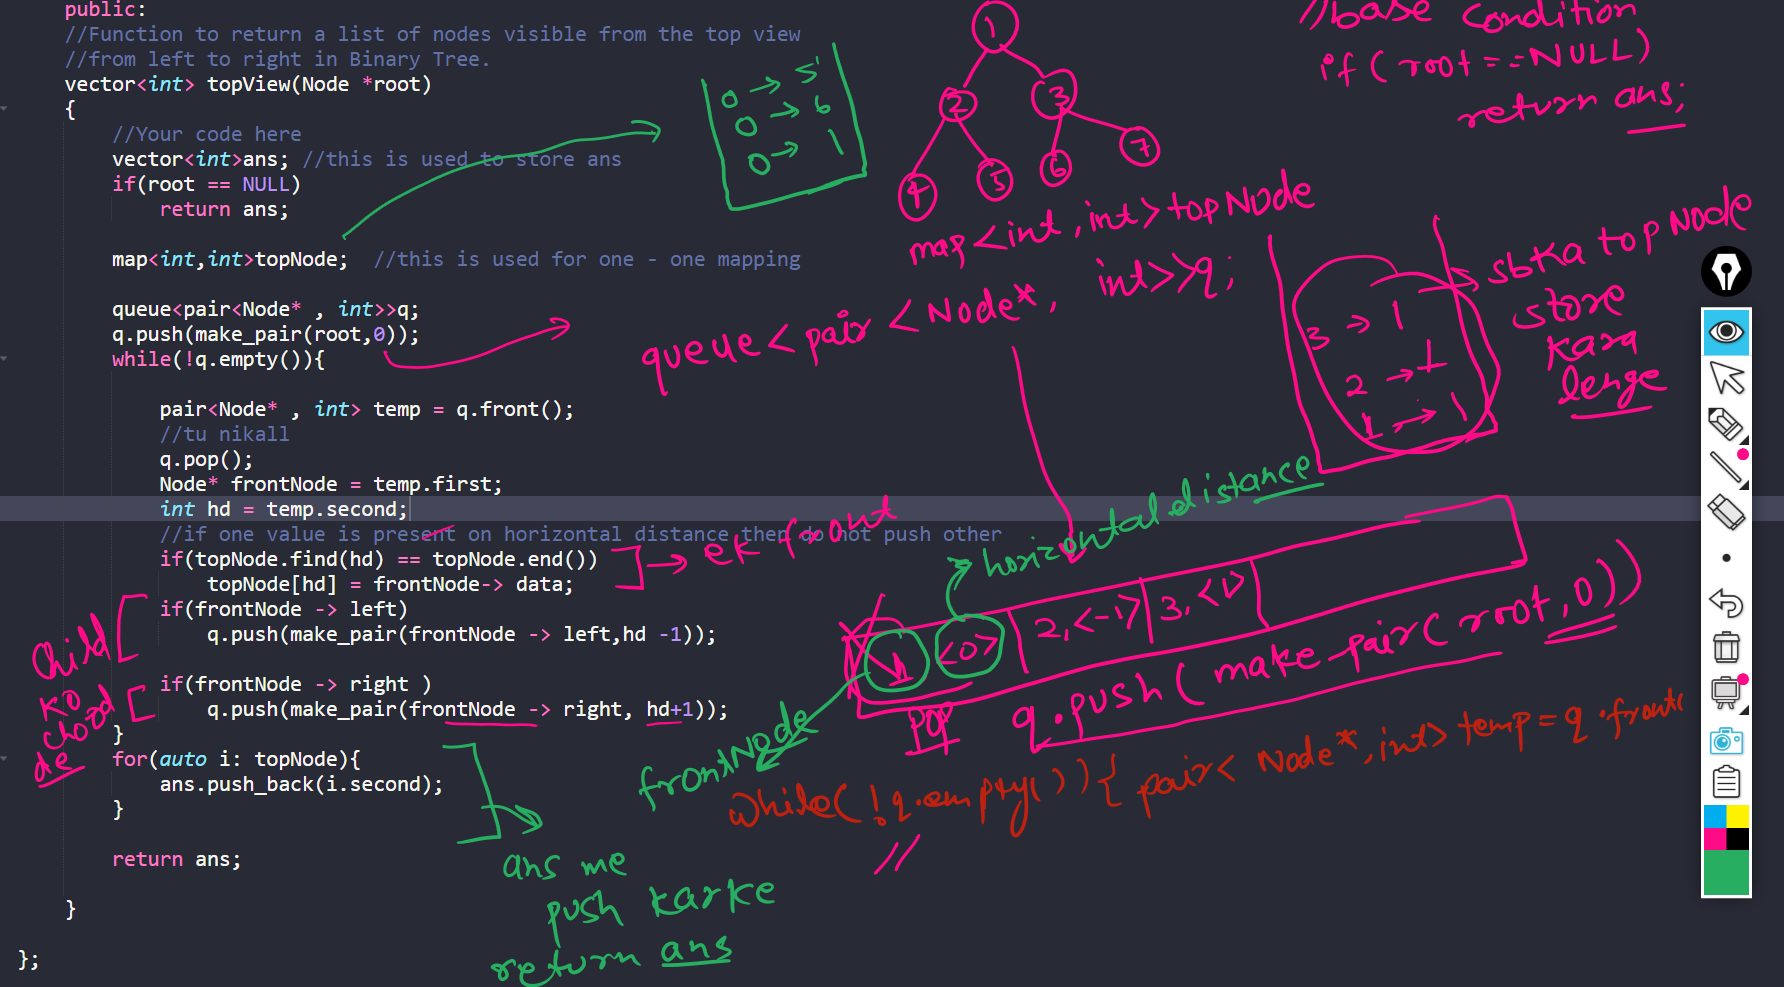 public:
//Function to return a list of nodes visible from the top view
//from left to right in Binary Tree.
vector<int> topView(Node *root)
{
//Your code here
vector<int>ans; //this is used to store ans
if(root == NULL)
return ans;
map<int,int>topNode;  //this is used for one - one mapping
queue<pair<Node* , int>>q;
q.push(make_pair(root,0));
while(!q.empty()){
pair<Node* , int> temp = q.front();
//tu nikall
q.pop();
Node* frontNode = temp.first;
int hd = temp.second;
//if one value is present on horizontal distance then do not push other
if(topNode.find(hd) == topNode.end())
topNode[hd] = frontNode-> data;
if(frontNode -> left)
q.push(make_pair(frontNode -> left,hd -1));
if(frontNode -> right )
q.push(make_pair(frontNode -> right, hd+1));
}
for(auto i: topNode){
ans.push_back(i.second);
}
return ans;
}
};
0 → 5
0 → 6
0 → 1
1
2 3
4 5 6 7
//base condition
if(root==NULL)
return ans;
map<int,int>topNode
queue<pair<Node*, int>>q;
3 → 1
2 → 1
1 → 1
sbka topNode
store
kara
lenge
horizontal distance
ek front
1 <0> 2,<-1> 3,<1>
pop
q.push(make-pair(root,0))
frontNode
while(!q.empty()){ pair<Node*,int> temp=q.front(
//
child
ko
chood
de
ans me
push karke
return ans